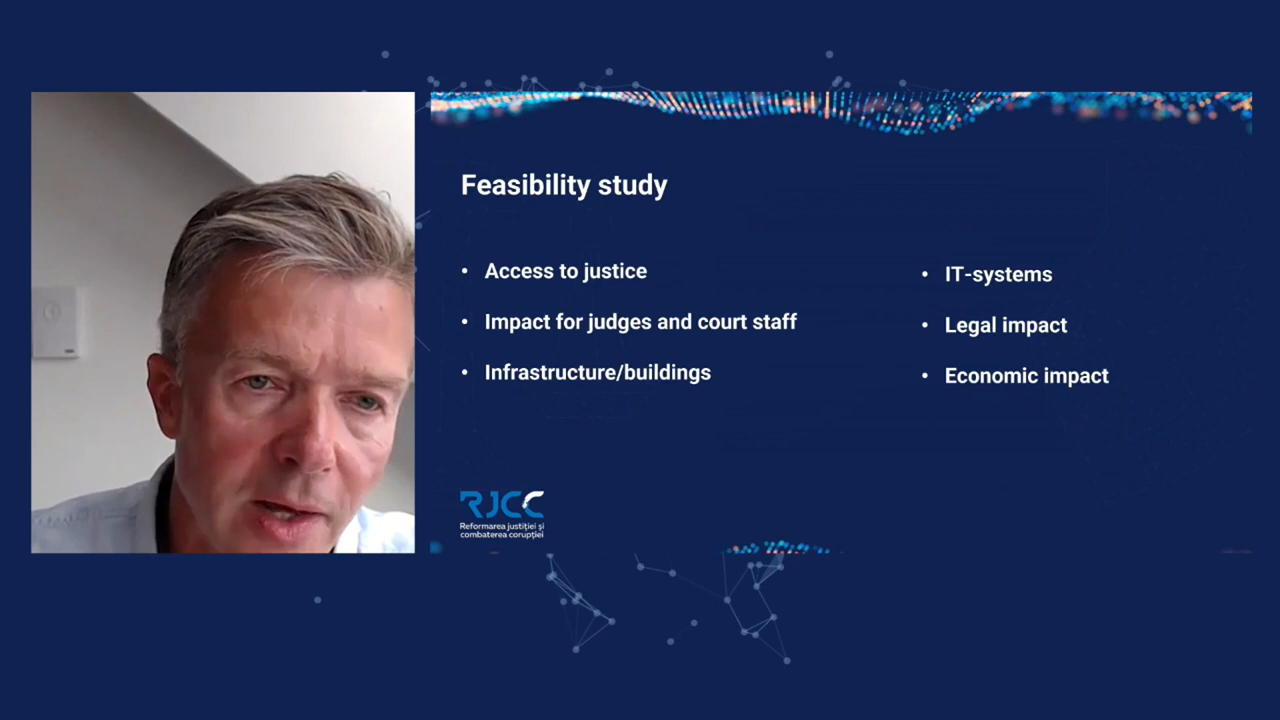 Feasibility study
• Access to justice
• Impact for judges and court staff
• Infrastructure/buildings
• IT-systems
• Legal impact
• Economic impact
RJCC
Reformarea justiției și
combaterea corupției